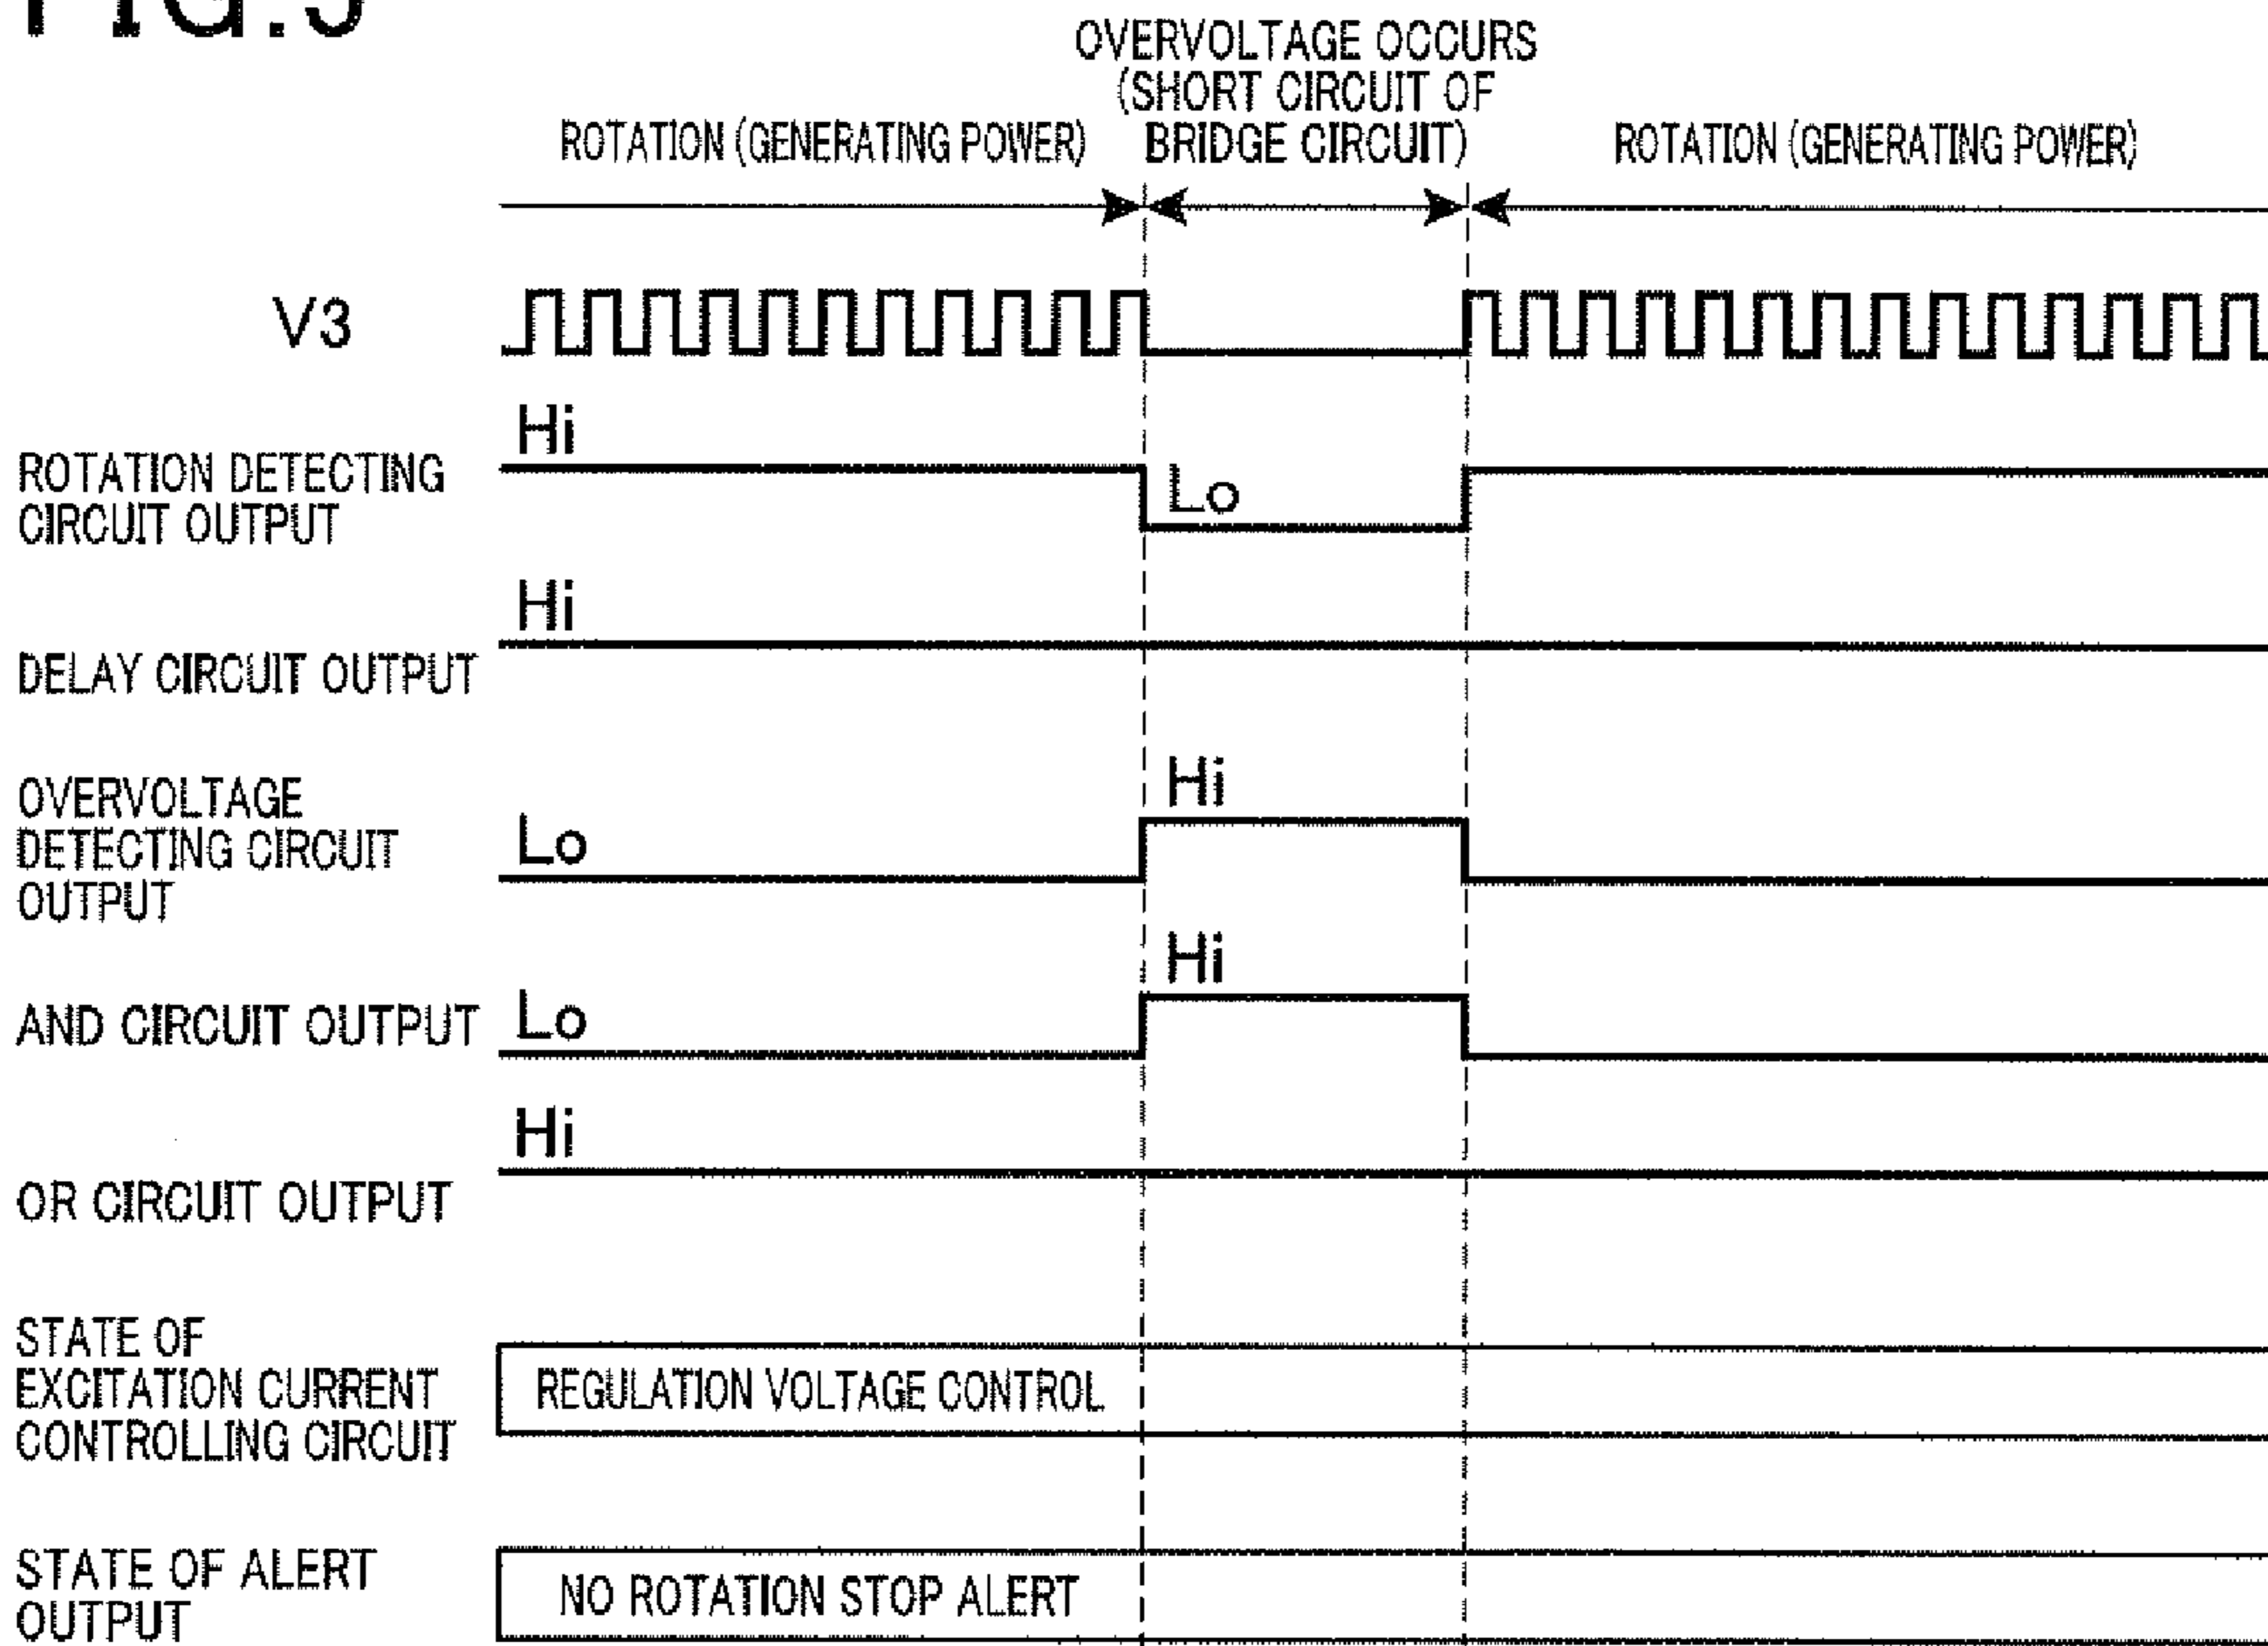 OVERVOLTAGE OCCURS
(SHORT CIRCUIT OF
BRIDGE CIRCUIT)
ROTATION (GENERATING POWER)
ROTATION (GENERATING POWER)
V3
Hi
ROTATION DETECTING
CIRCUIT OUTPUT
Lo
Hi
DELAY CIRCUIT OUTPUT
OVERVOLTAGE
DETECTING CIRCUIT
OUTPUT
Lo
Hi
AND CIRCUIT OUTPUT
Lo
Hi
Hi
OR CIRCUIT OUTPUT
STATE OF
EXCITATION CURRENT
CONTROLLING CIRCUIT
REGULATION VOLTAGE CONTROL
STATE OF ALERT
OUTPUT
NO ROTATION STOP ALERT